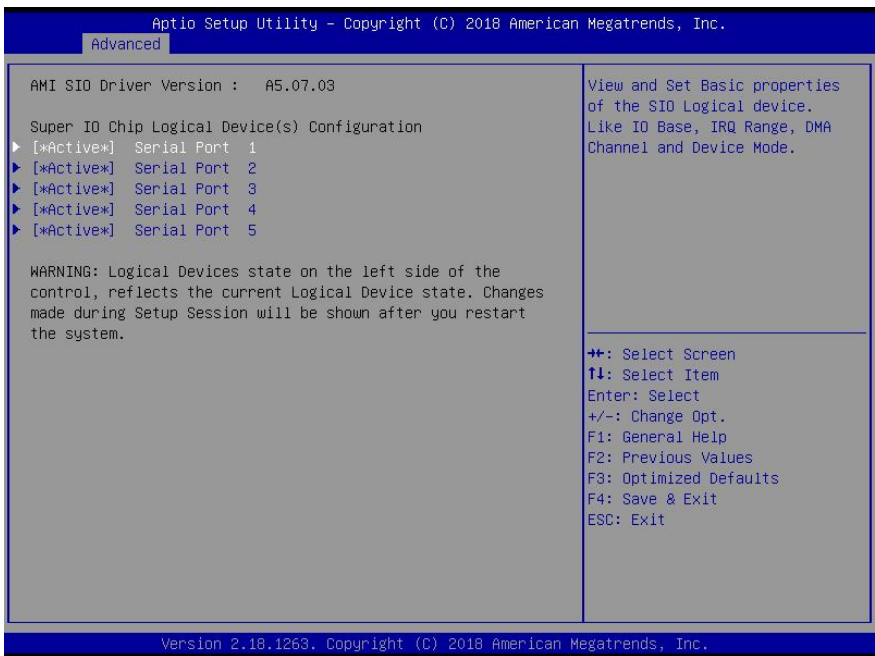 Aptio Setup Utility – Copyright (C) 2018 American Megatrends, Inc.
Advanced
AMI SIO Driver Version :   A5.07.03
Super IO Chip Logical Device(s) Configuration
[*Active*]   Serial Port  1
[*Active*]   Serial Port  2
[*Active*]   Serial Port  3
[*Active*]   Serial Port  4
[*Active*]   Serial Port  5
WARNING: Logical Devices state on the left side of the
control, reflects the current Logical Device state. Changes
made during Setup Session will be shown after you restart
the system.
View and Set Basic properties
of the SIO Logical device.
Like IO Base, IRQ Range, DMA
Channel and Device Mode.
→←: Select Screen
↑↓: Select Item
Enter: Select
+/-: Change Opt.
F1: General Help
F2: Previous Values
F3: Optimized Defaults
F4: Save & Exit
ESC: Exit
Version 2.18.1263. Copyright (C) 2018 American Megatrends, Inc.